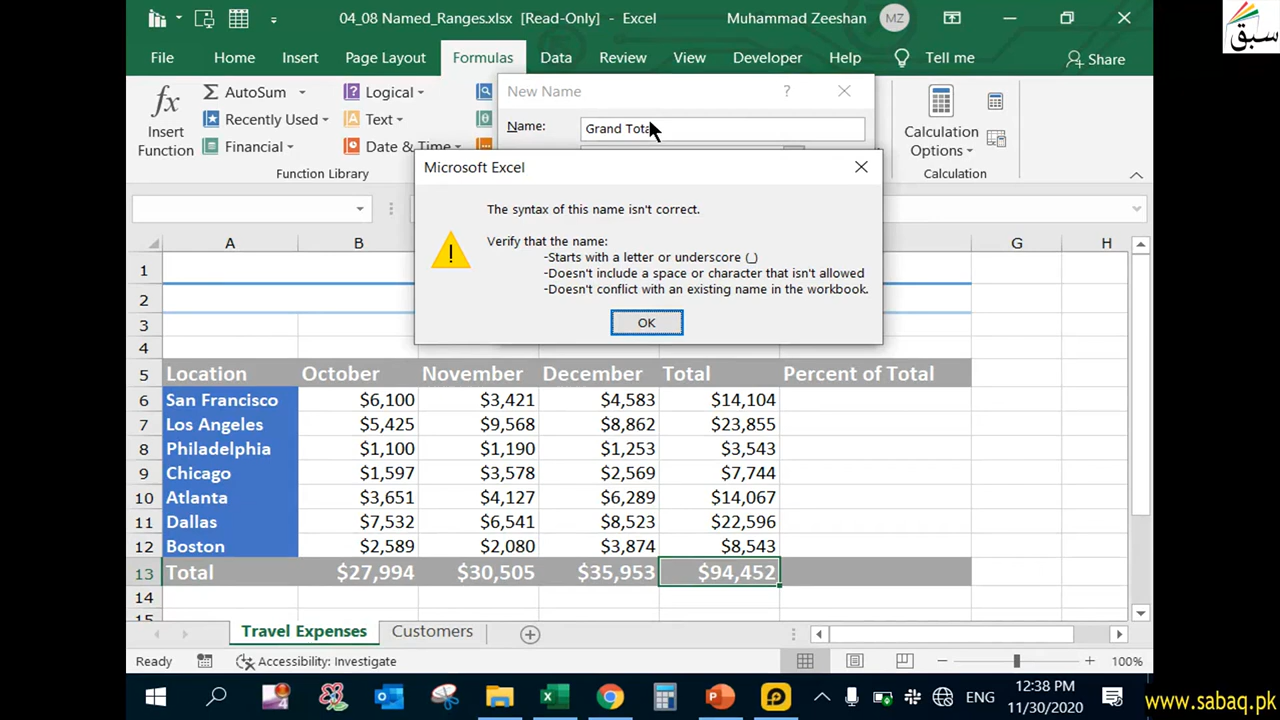 04_08 Named_Ranges.xlsx [Read-Only] - Excel
Muhammad Zeeshan
MZ
سبق
File Home Insert Page Layout Formulas Data Review View Developer Help Tell me Share
Insert Function
AutoSum
Recently Used
Financial
Logical
Text
Date & Time
Function Library
Calculation Options
Calculation
New Name
?
Name:
Grand Total
Microsoft Excel
The syntax of this name isn't correct.
Verify that the name:
-Starts with a letter or underscore (_)
-Doesn't include a space or character that isn't allowed
-Doesn't conflict with an existing name in the workbook.
OK
A B G H
1
2
3
4
5 Location October November December Total Percent of Total
6 San Francisco $6,100 $3,421 $4,583 $14,104
7 Los Angeles $5,425 $9,568 $8,862 $23,855
8 Philadelphia $1,100 $1,190 $1,253 $3,543
9 Chicago $1,597 $3,578 $2,569 $7,744
10 Atlanta $3,651 $4,127 $6,289 $14,067
11 Dallas $7,532 $6,541 $8,523 $22,596
12 Boston $2,589 $2,080 $3,874 $8,543
13 Total $27,994 $30,505 $35,953 $94,452
14
15
Travel Expenses Customers
Ready Accessibility: Investigate 100%
ENG
12:38 PM
11/30/2020
www.sabaq.pk